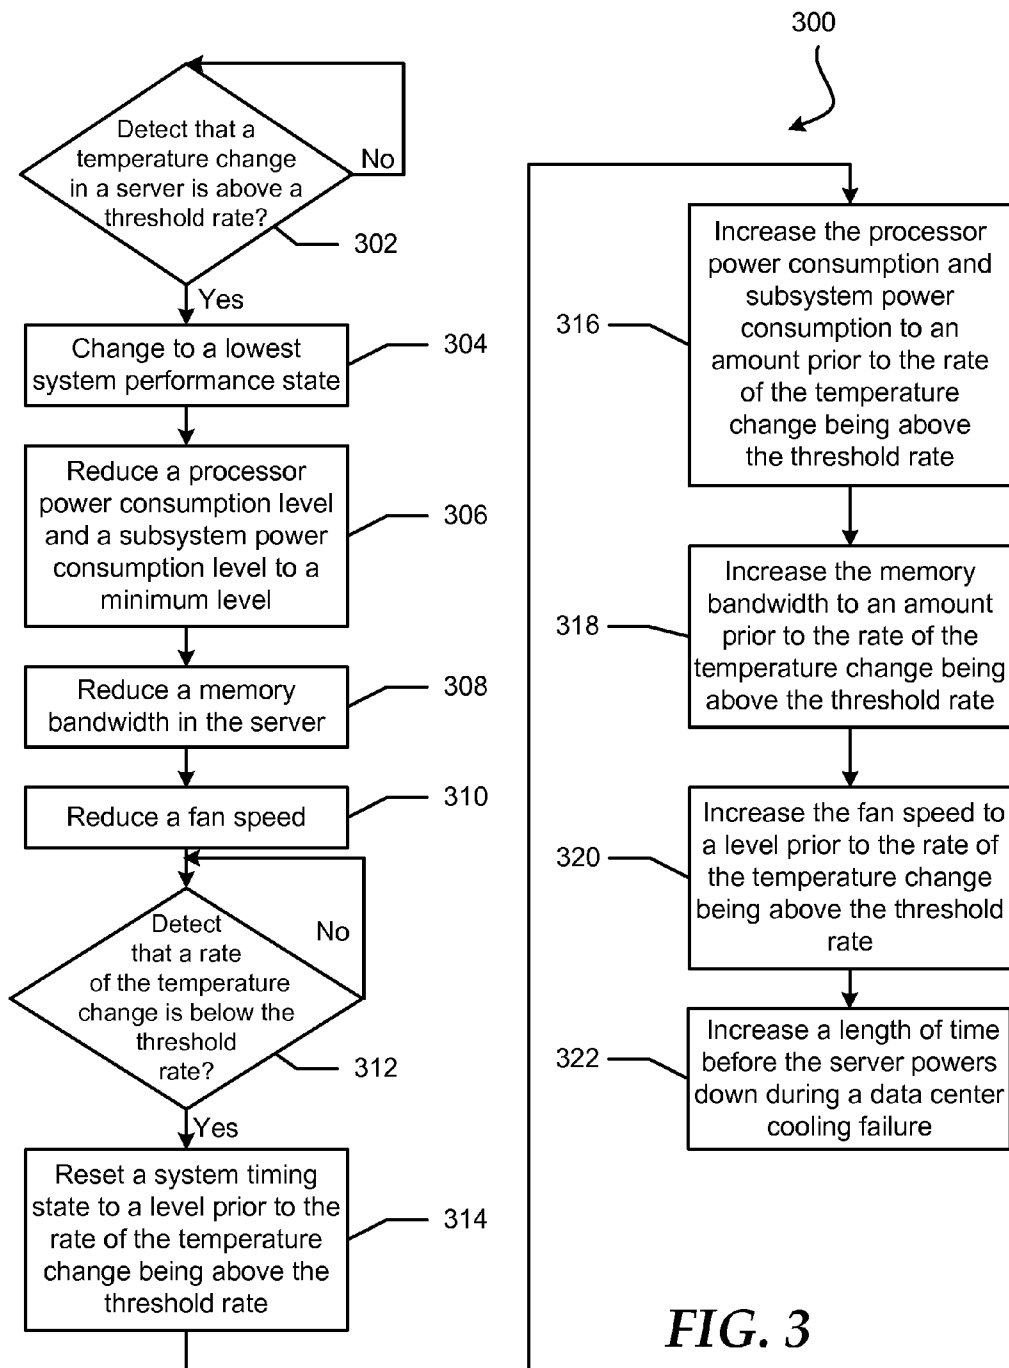 300
Detect that a
temperature change
in a server is above a
threshold rate?
No
302
Yes
Change to a lowest
system performance state
304
Reduce a processor
power consumption level
and a subsystem power
consumption level to a
minimum level
306
Reduce a memory
bandwidth in the server
308
Reduce a fan speed
310
Detect
that a rate
of the temperature
change is below the
threshold
rate?
No
312
Yes
Reset a system timing
state to a level prior to the
rate of the temperature
change being above the
threshold rate
314
Increase the processor
power consumption and
subsystem power
consumption to an
amount prior to the rate
of the temperature
change being above
the threshold rate
316
Increase the memory
bandwidth to an amount
prior to the rate of the
temperature change being
above the threshold rate
318
Increase the fan speed to
a level prior to the rate of
the temperature change
being above the threshold
rate
320
Increase a length of time
before the server powers
down during a data center
cooling failure
322
FIG. 3